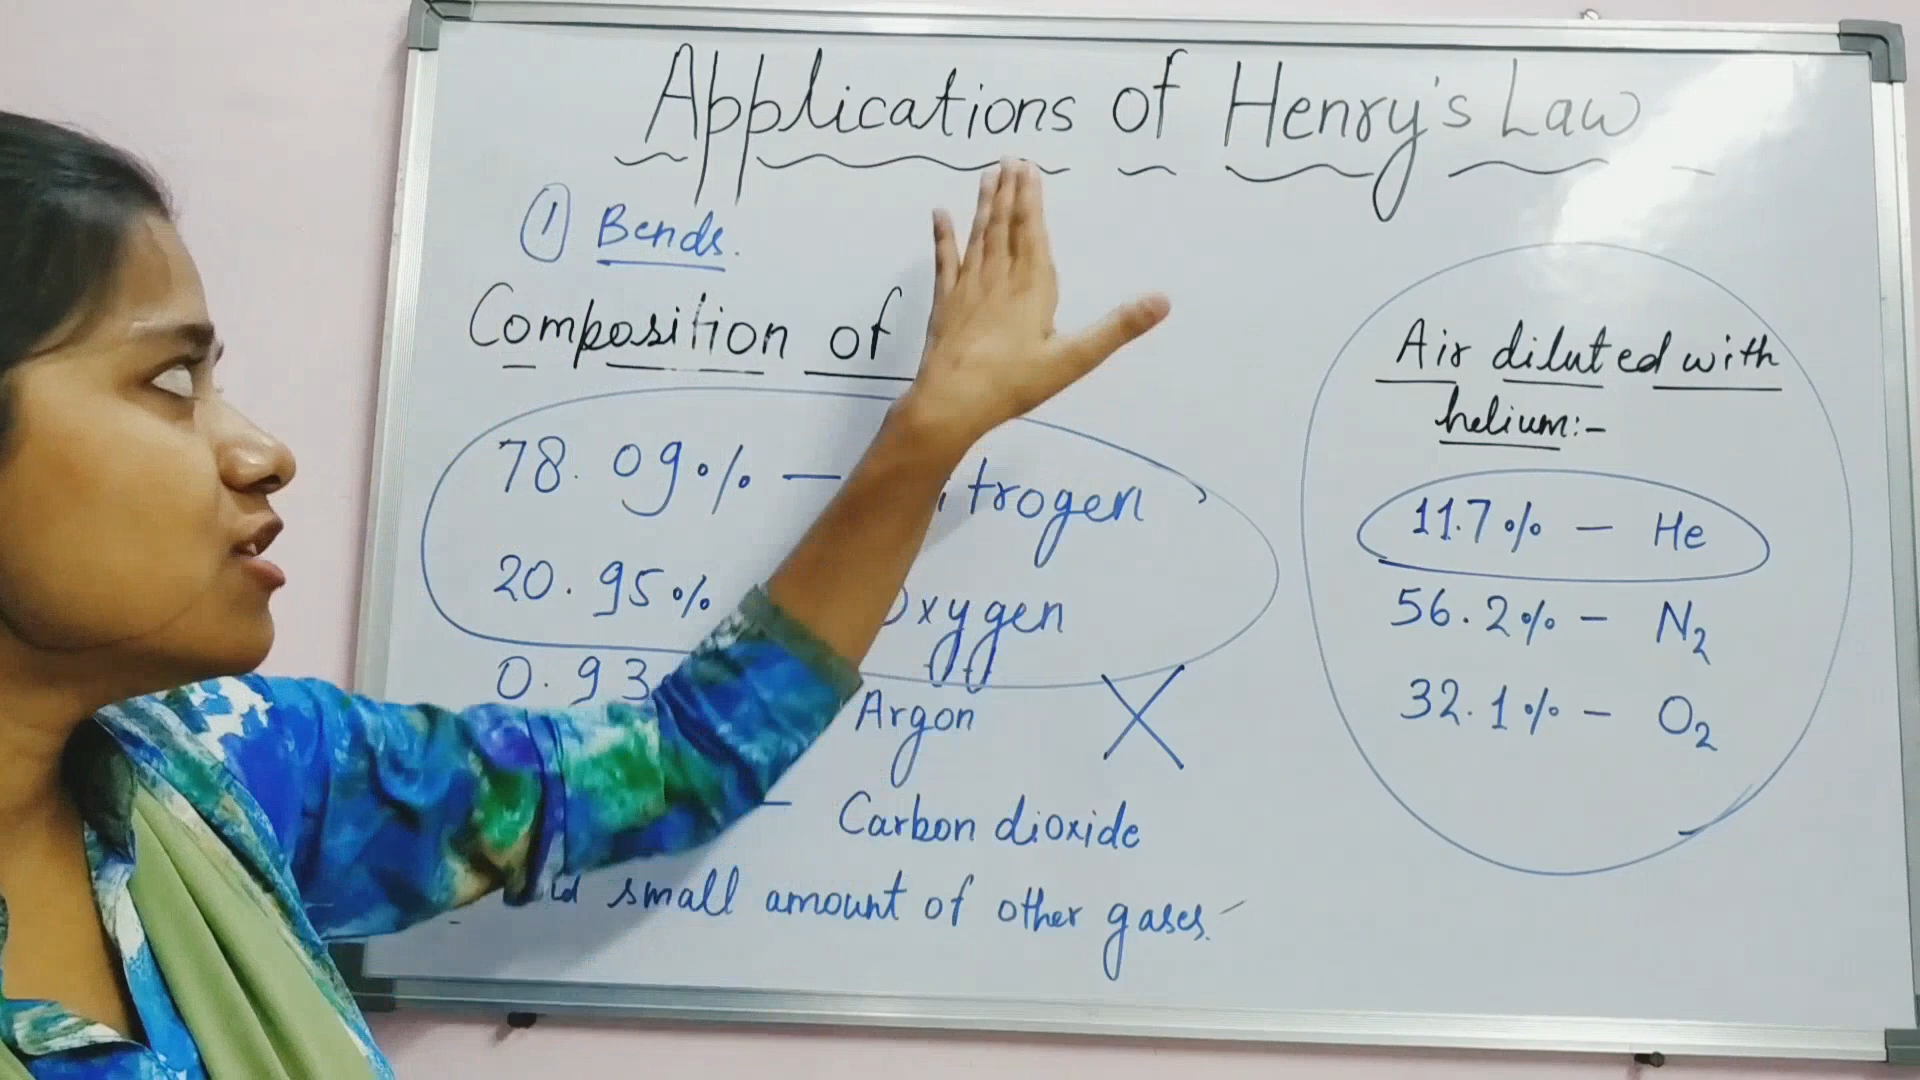 Applications of Henry's Law
① Bends.
Composition of
78.09% — itrogen
20.95% Oxygen
0.93 Argon
— Carbon dioxide
small amount of other gases.
Air diluted with
helium:-
11.7% — He
56.2% — N2
32.1% — O2